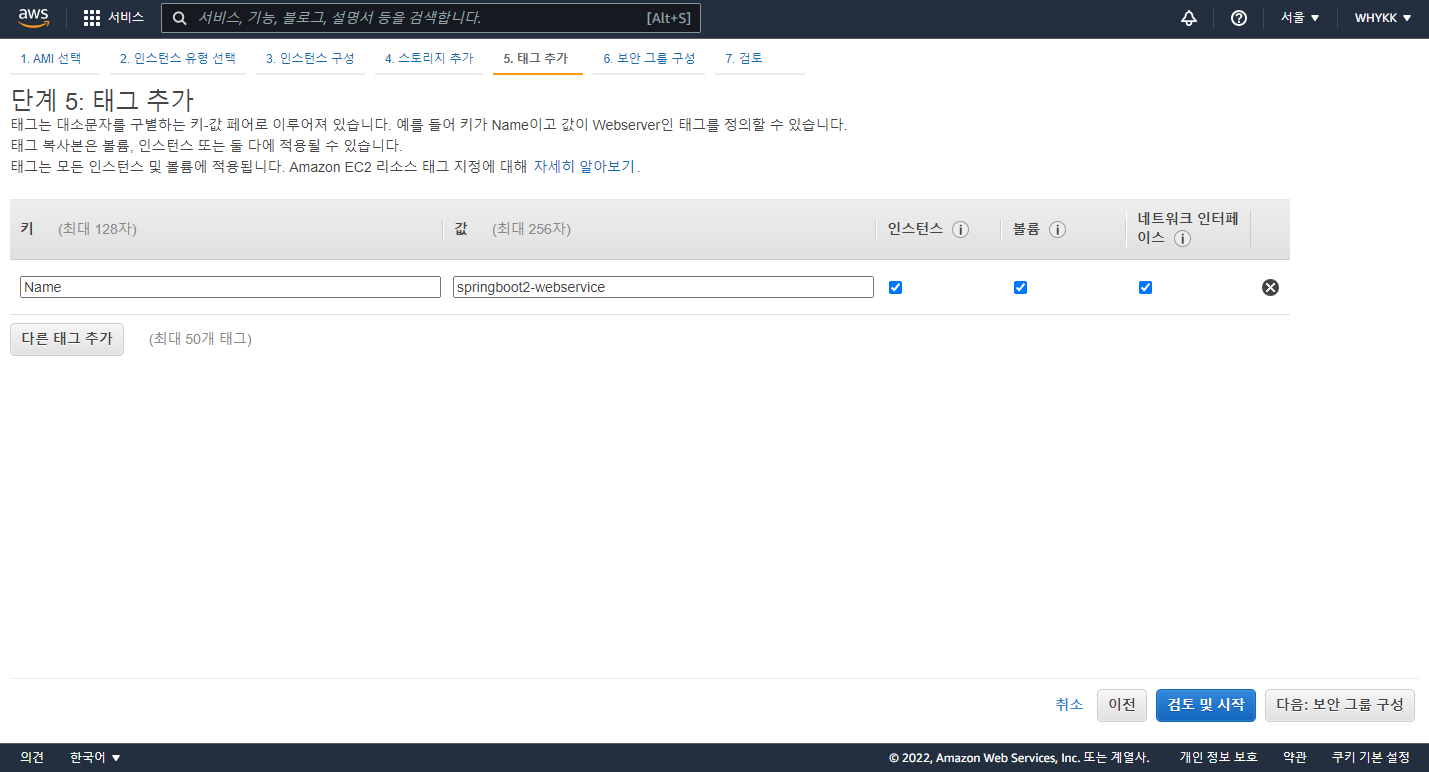 aws 서비스 서비스, 기능, 블로그, 설명서 등을 검색합니다. [Alt+S] 서울 ▼ WHYKK ▼
1. AMI 선택 2. 인스턴스 유형 선택 3. 인스턴스 구성 4. 스토리지 추가 5. 태그 추가 6. 보안 그룹 구성 7. 검토
단계 5: 태그 추가
태그는 대소문자를 구별하는 키-값 페어로 이루어져 있습니다. 예를 들어 키가 Name이고 값이 Webserver인 태그를 정의할 수 있습니다.
태그 복사본은 볼륨, 인스턴스 또는 둘 다에 적용될 수 있습니다.
태그는 모든 인스턴스 및 볼륨에 적용됩니다. Amazon EC2 리소스 태그 지정에 대해 자세히 알아보기.
키 (최대 128자) 값 (최대 256자) 인스턴스 i 볼륨 i 네트워크 인터페
이스 i
Name springboot2-webservice
다른 태그 추가 (최대 50개 태그)
취소 이전 검토 및 시작 다음: 보안 그룹 구성
의견 한국어 ▼ © 2022, Amazon Web Services, Inc. 또는 계열사. 개인 정보 보호 약관 쿠키 기본 설정